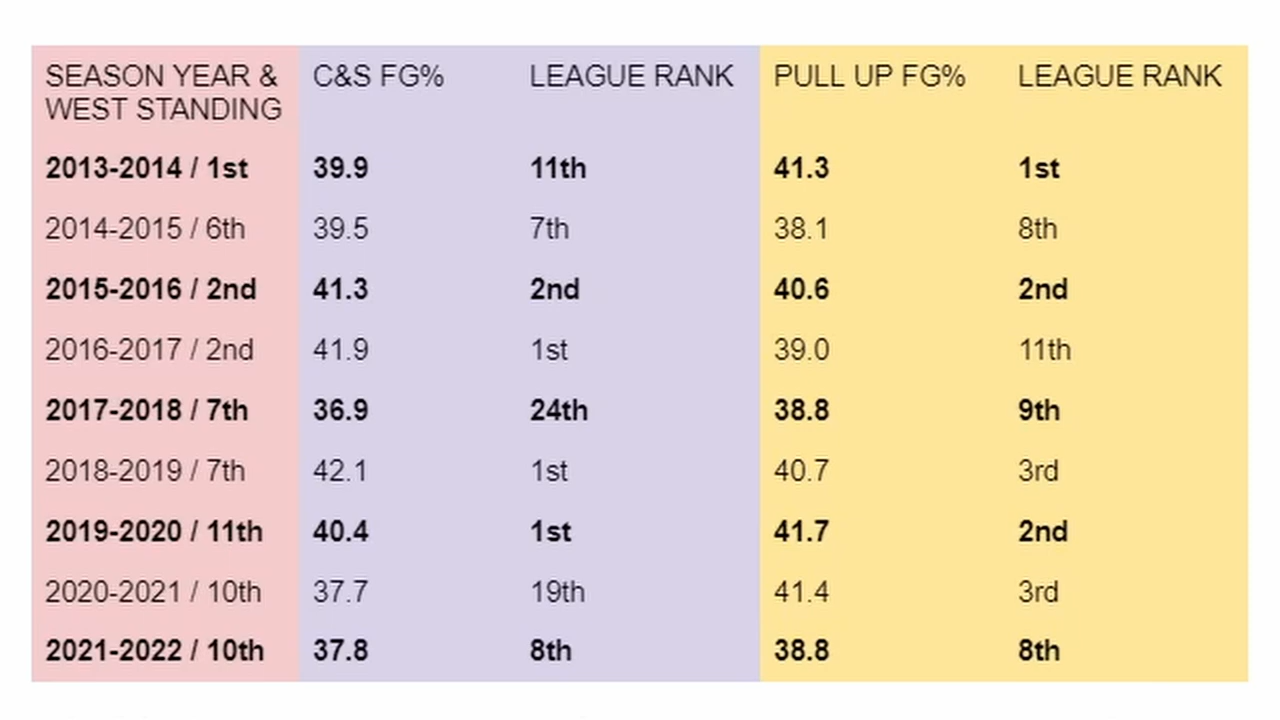 SEASON YEAR & C&S FG% LEAGUE RANK PULL UP FG% LEAGUE RANK
WEST STANDING
2013-2014 / 1st 39.9 11th 41.3 1st
2014-2015 / 6th 39.5 7th 38.1 8th
2015-2016 / 2nd 41.3 2nd 40.6 2nd
2016-2017 / 2nd 41.9 1st 39.0 11th
2017-2018 / 7th 36.9 24th 38.8 9th
2018-2019 / 7th 42.1 1st 40.7 3rd
2019-2020 / 11th 40.4 1st 41.7 2nd
2020-2021 / 10th 37.7 19th 41.4 3rd
2021-2022 / 10th 37.8 8th 38.8 8th